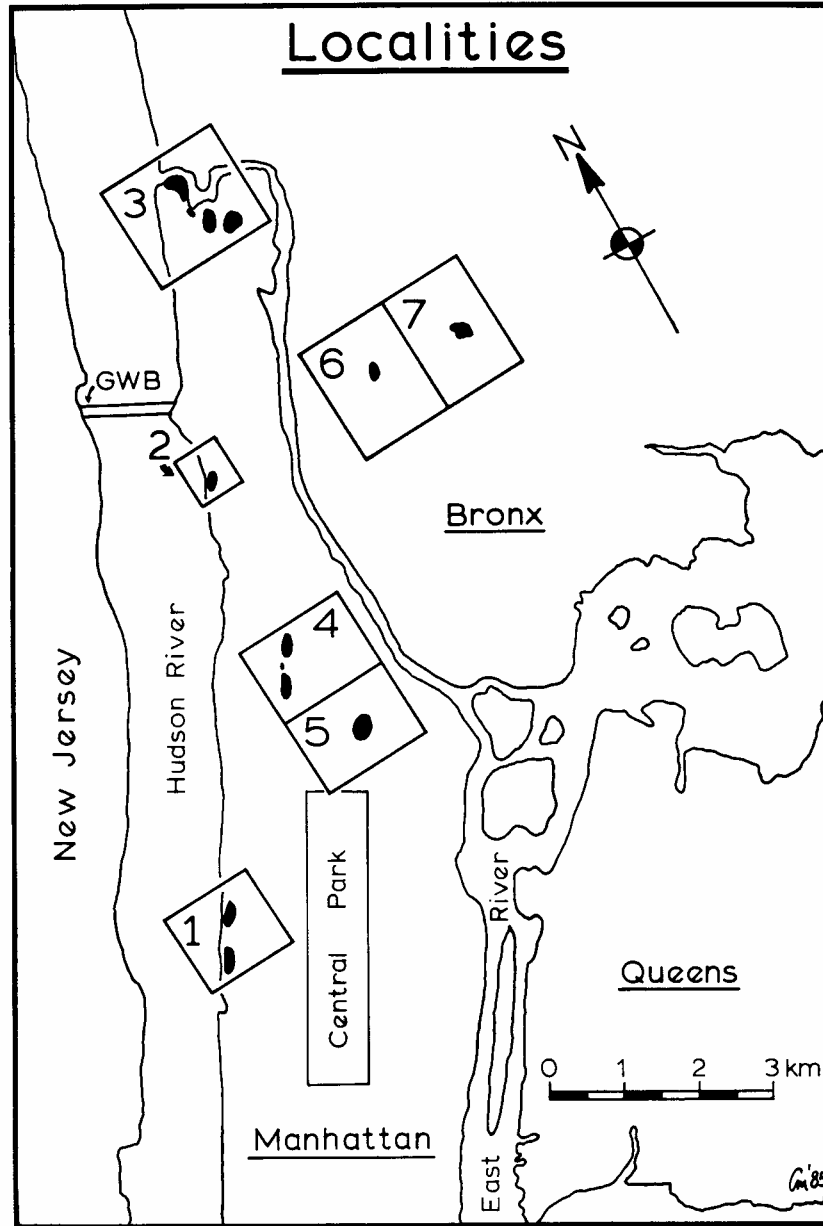 Localities
N
3
7
6
GWB
2
Bronx
4
5
New Jersey
Hudson River
1
Central Park
River
East
Queens
0 1 2 3 km
Manhattan